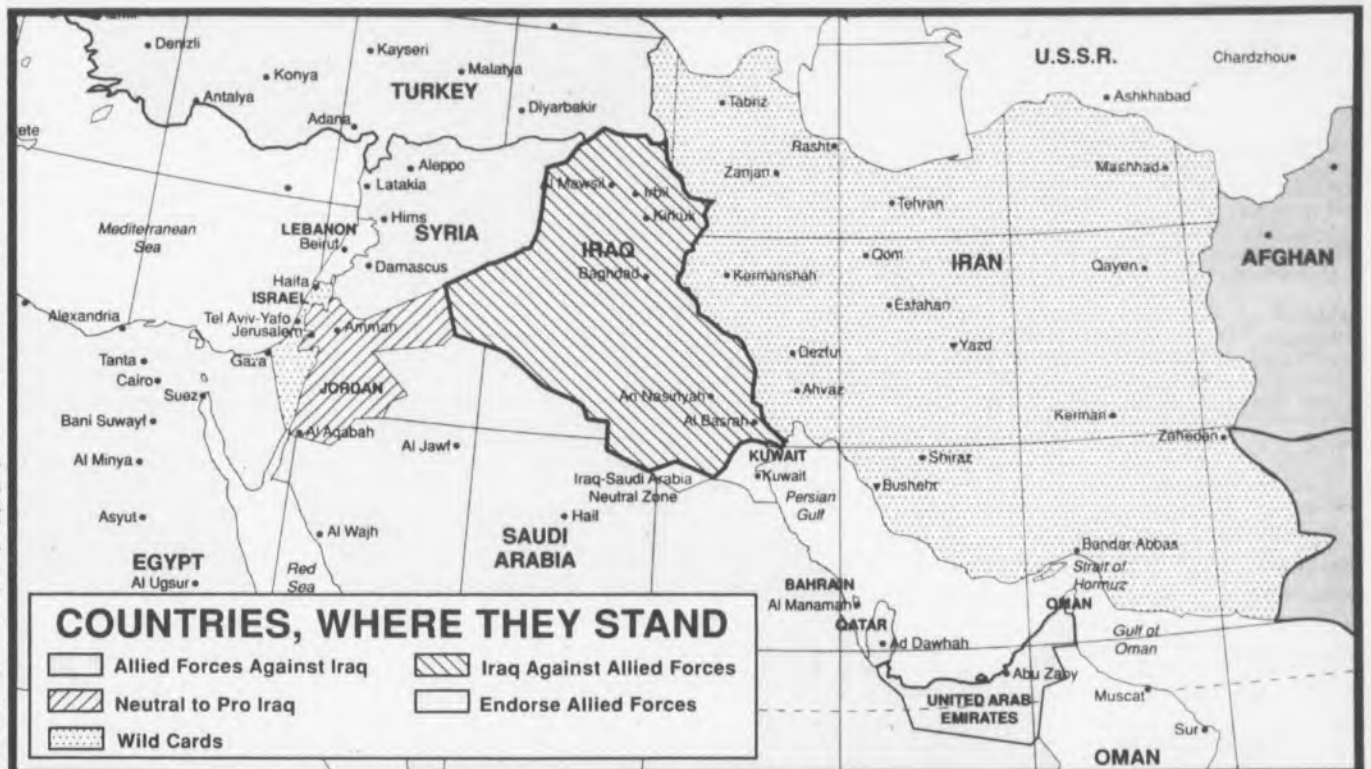 Denizli
Kayseri
Konya
Malatya
TURKEY
Antalya
Adana
Diyarbakir
U.S.S.R.
Chardzhou
Ashkhabad
Tabriz
Rasht
Zanjan
Mashhad
Tehran
Aleppo
Latakia
Al Mawsil
Irbil
Kirkuk
Hims
LEBANON
Beirut
SYRIA
Mediterranean
Sea
Damascus
IRAQ
Baghdad
Kermanshah
Qom
IRAN
Qayen
AFGHAN
Esfahan
Haifa
ISRAEL
Tel Aviv-Yafo
Jerusalem
Amman
Alexandria
Gaza
Tanta
Cairo
Suez
JORDAN
Dezful
Yazd
Ahvaz
An Nasiriyah
Al Basrah
Kerman
Zaheden
Bani Suwayf
Al Aqabah
Al Jawf
KUWAIT
Kuwait
Shiraz
Bushehr
Al Minya
Iraq-Saudi Arabia
Neutral Zone
Persian
Gulf
Asyut
Hail
Al Wajh
SAUDI
ARABIA
EGYPT
Al Ugsur
Red
Sea
Bandar Abbas
Strait of
Hormuz
BAHRAIN
Al Manamah
QATAR
Ad Dawhah
OMAN
Gulf of
Oman
Abu Zaby
UNITED ARAB
EMIRATES
Muscat
Sur
OMAN
COUNTRIES, WHERE THEY STAND
Allied Forces Against Iraq
Iraq Against Allied Forces
Neutral to Pro Iraq
Endorse Allied Forces
Wild Cards